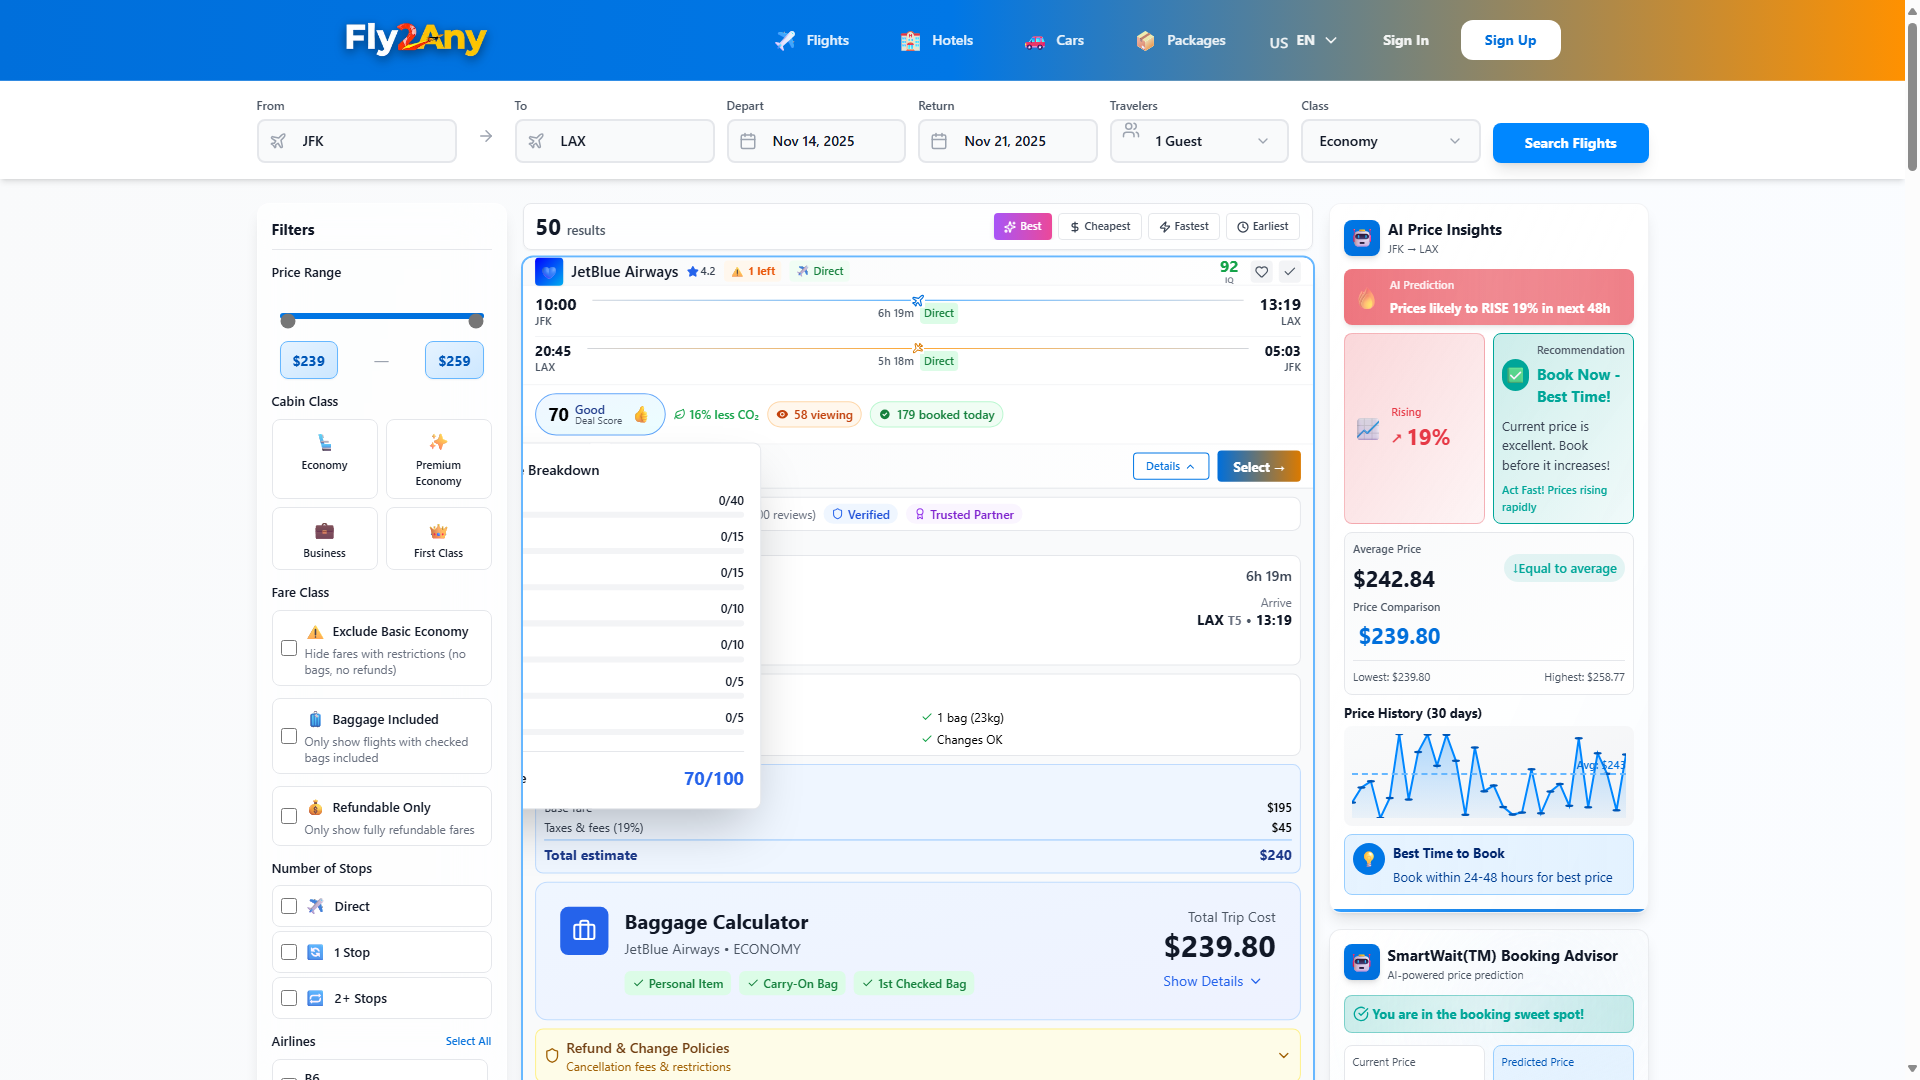 Fly2Any
Flights
Hotels
Cars
Packages
US EN
Sign In
Sign Up
From
To
Depart
Return
Travelers
Class
JFK
LAX
Nov 14, 2025
Nov 21, 2025
1 Guest
Economy
Search Flights
Filters
Price Range
$239
—
$259
Cabin Class
Economy
Premium
Economy
Business
First Class
Fare Class
Exclude Basic Economy
Hide fares with restrictions (no
bags, no refunds)
Baggage Included
Only show flights with checked
bags included
Refundable Only
Only show fully refundable fares
Number of Stops
Direct
1 Stop
2+ Stops
Airlines
Select All
B6
50 results
Best
Cheapest
Fastest
Earliest
JetBlue Airways
4.2
1 left
Direct
92
IQ
10:00
JFK
6h 19m
Direct
13:19
LAX
20:45
LAX
5h 18m
Direct
05:03
JFK
70
Good
Deal Score
16% less CO₂
58 viewing
179 booked today
Breakdown
0/40
0/15
0/15
0/10
0/10
0/5
0/5
70/100
Details
Select →
reviews)
Verified
Trusted Partner
6h 19m
Arrive
LAX T5 • 13:19
1 bag (23kg)
Changes OK
$195
Taxes & fees (19%)
$45
Total estimate
$240
Baggage Calculator
JetBlue Airways • ECONOMY
Personal Item
Carry-On Bag
1st Checked Bag
Total Trip Cost
$239.80
Show Details
Refund & Change Policies
Cancellation fees & restrictions
AI Price Insights
JFK → LAX
AI Prediction
Prices likely to RISE 19% in next 48h
Rising
↗ 19%
Recommendation
Book Now -
Best Time!
Current price is
excellent. Book
before it increases!
Act Fast! Prices rising
rapidly
Average Price
$242.84
↓Equal to average
Price Comparison
$239.80
Lowest: $239.80
Highest: $258.77
Price History (30 days)
Avg: $243
Best Time to Book
Book within 24-48 hours for best price
SmartWait(TM) Booking Advisor
AI-powered price prediction
You are in the booking sweet spot!
Current Price
Predicted Price